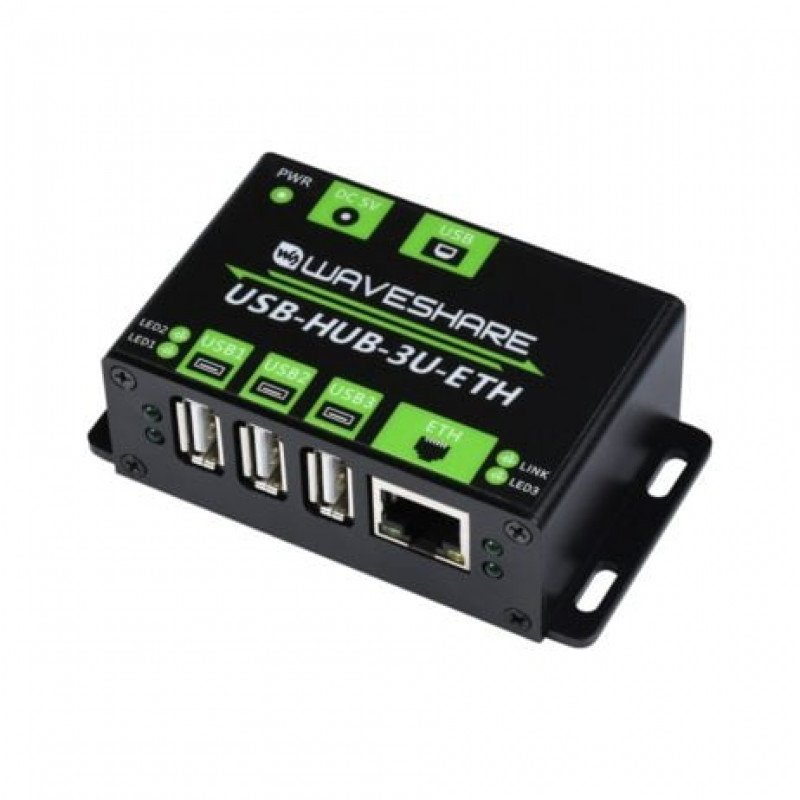 PWR
DC 5V
USB
WAVESHARE
USB-HUB-3U-ETH
LED2
LED1
USB1
USB2
USB3
ETH
LINK
LED3